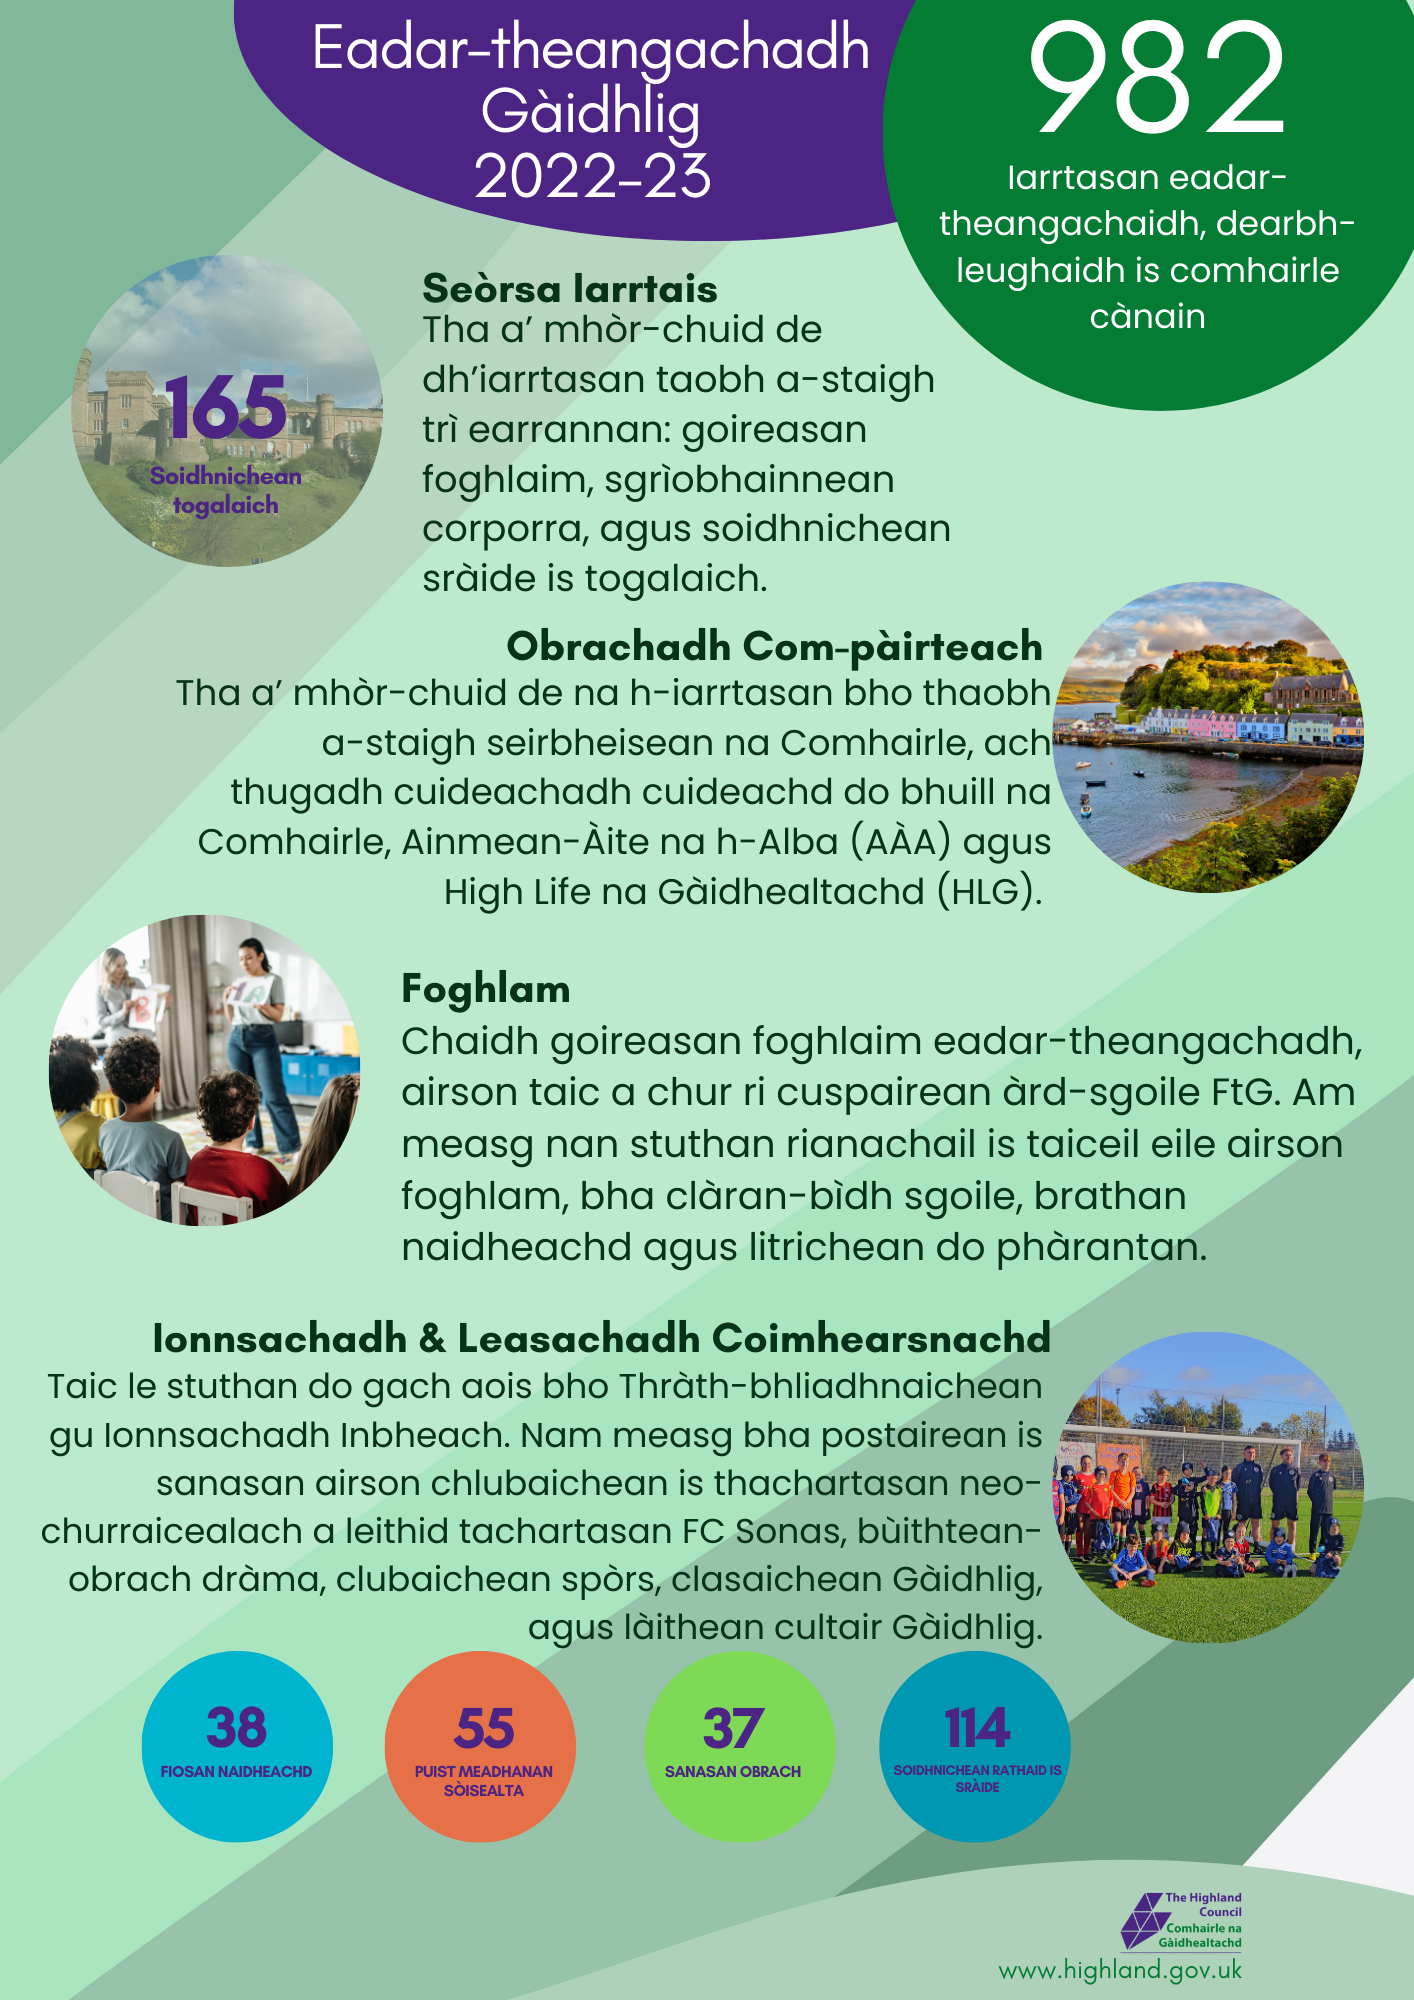 Eadar-theangachadh
Gàidhlig
2022-23
982
Iarrtasan eadar-
theangachaidh, dearbh-
leughaidh is comhairle
cànain
165
Soidhnichean
togalaich
Seòrsa Iarrtais
Tha a’ mhòr-chuid de
dh’iarrtasan taobh a-staigh
trì earrannan: goireasan
foghlaim, sgrìobhainnean
corporra, agus soidhnichean
sràide is togalaich.
Obrachadh Com-pàirteach
Tha a’ mhòr-chuid de na h-iarrtasan bho thaobh
a-staigh seirbheisean na Comhairle, ach
thugadh cuideachadh cuideachd do bhuill na
Comhairle, Ainmean-Àite na h-Alba (AÀA) agus
High Life na Gàidhealtachd (HLG).
Foghlam
Chaidh goireasan foghlaim eadar-theangachadh,
airson taic a chur ri cuspairean àrd-sgoile FtG. Am
measg nan stuthan rianachail is taiceil eile airson
foghlam, bha clàran-bìdh sgoile, brathan
naidheachd agus litrichean do phàrantan.
Ionnsachadh & Leasachadh Coimhearsnachd
Taic le stuthan do gach aois bho Thràth-bhliadhnaichean
gu Ionnsachadh Inbheach. Nam measg bha postairean is
sanasan airson chlubaichean is thachartasan neo-
churraicealach a leithid tachartasan FC Sonas, bùithtean-
obrach dràma, clubaichean spòrs, clasaichean Gàidhlig,
agus làithean cultair Gàidhlig.
38
FIOSAN NAIDHEACHD
55
PUIST MEADHANAN
SÒISEALTA
37
SANASAN OBRACH
114
SOIDHNICHEAN RATHAID IS
SRÀIDE
The Highland
Council
Comhairle na
Gàidhealtachd
www.highland.gov.uk